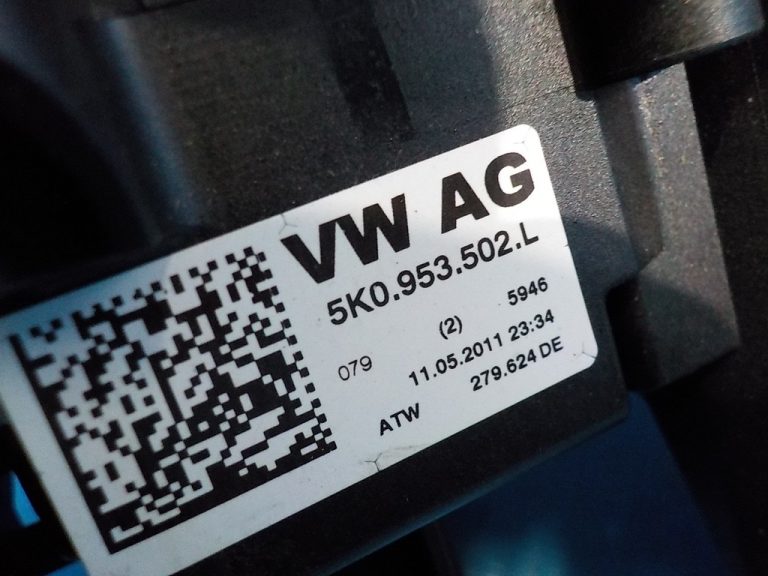 VW AG
5K0.953.502.L
(2) 5946
079 11.05.2011 23:34
ATW 279.624 DE